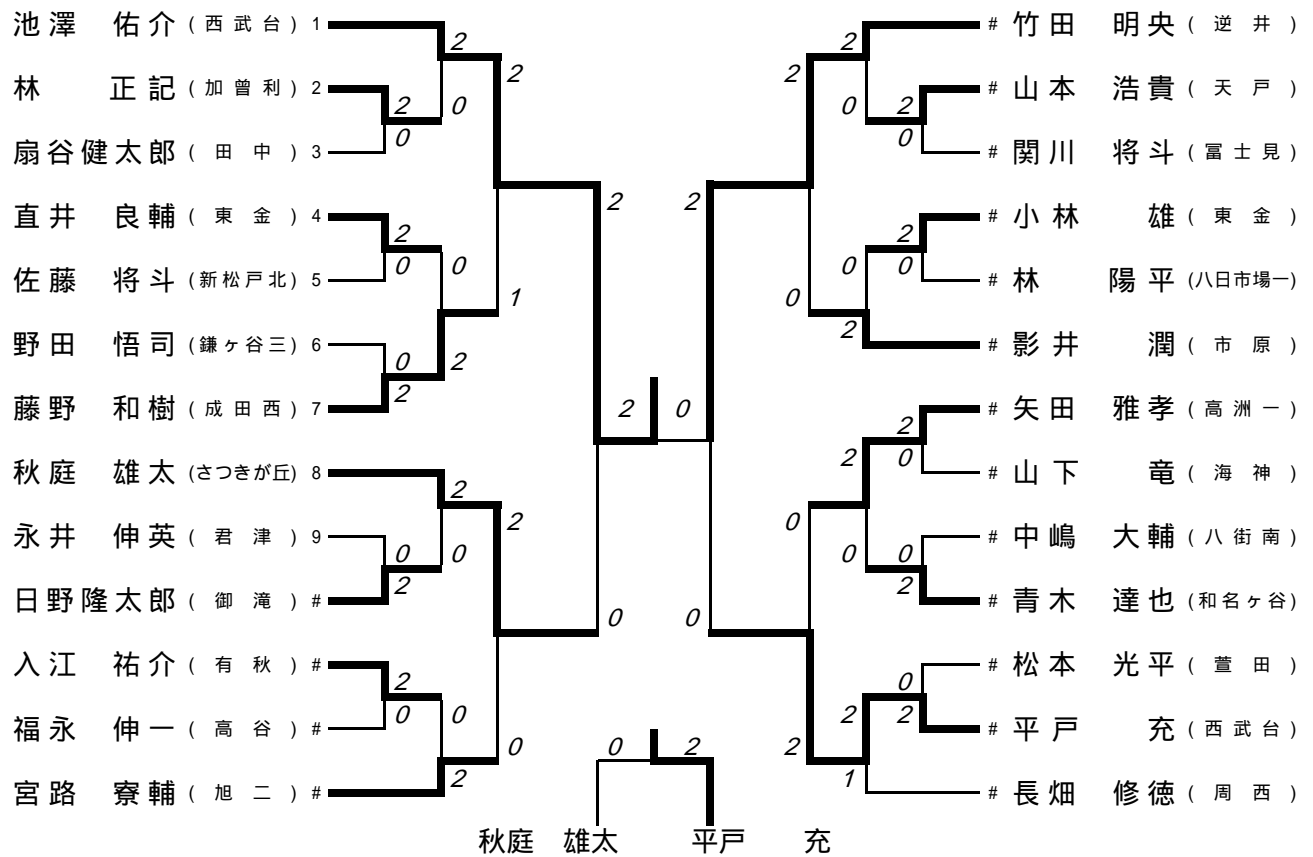 池澤 佑介 (西武台) 1
林 正記 (加曽利) 2
扇谷健太郎 (田中) 3
直井 良輔 (東金) 4
佐藤 将斗 (新松戸北) 5
野田 悟司 (鎌ヶ谷三) 6
藤野 和樹 (成田西) 7
秋庭 雄太 (さつきが丘) 8
永井 伸英 (君津) 9
日野隆太郎 (御滝) #
入江 祐介 (有秋) #
福永 伸一 (高谷) #
宮路 寮輔 (旭二) #
2
0
2
0
2
2
0
0
2
0
2
1
2
0
2
0
2
0
2
2
0
0
2
0
0
2
0
2
2
0
2
0
0
2
秋庭 雄太
平戸 充
2
0
2
0
2
2
0
0
2
0
2
0
2
0
2
0
0
2
0
0
2
2
1
2
# 竹田 明央 (逆井)
# 山本 浩貴 (天戸)
# 関川 将斗 (冨士見)
# 小林 雄 (東金)
# 林 陽平 (八日市場一)
# 影井 潤 (市原)
# 矢田 雅孝 (高洲一)
# 山下 竜 (海神)
# 中嶋 大輔 (八街南)
# 青木 達也 (和名ヶ谷)
# 松本 光平 (萱田)
# 平戸 充 (西武台)
# 長畑 修徳 (周西)